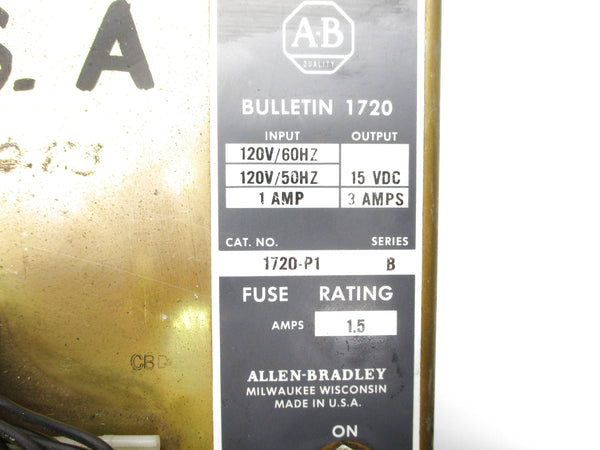 S. A
A-B
QUALITY
BULLETIN 1720
INPUT OUTPUT
120V/60HZ
120V/50HZ 15 VDC
1 AMP 3 AMPS
CAT. NO. SERIES
1720-P1 B
FUSE RATING
AMPS 1.5
CBD
ALLEN-BRADLEY
MILWAUKEE WISCONSIN
MADE IN U.S.A.
ON